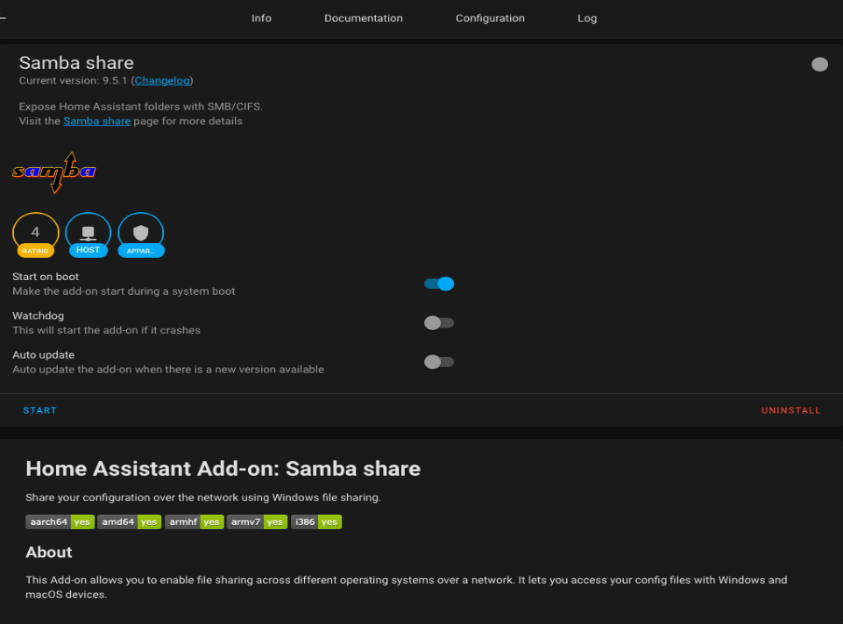 Info Documentation Configuration Log
Samba share
Current version: 9.5.1 (Changelog)
Expose Home Assistant folders with SMB/CIFS.
Visit the Samba share page for more details
samba
4
RATING HOST APPAR...
Start on boot
Make the add-on start during a system boot
Watchdog
This will start the add-on if it crashes
Auto update
Auto update the add-on when there is a new version available
START UNINSTALL
Home Assistant Add-on: Samba share
Share your configuration over the network using Windows file sharing.
aarch64 yes amd64 yes armhf yes armv7 yes i386 yes
About
This Add-on allows you to enable file sharing across different operating systems over a network. It lets you access your config files with Windows and
macOS devices.